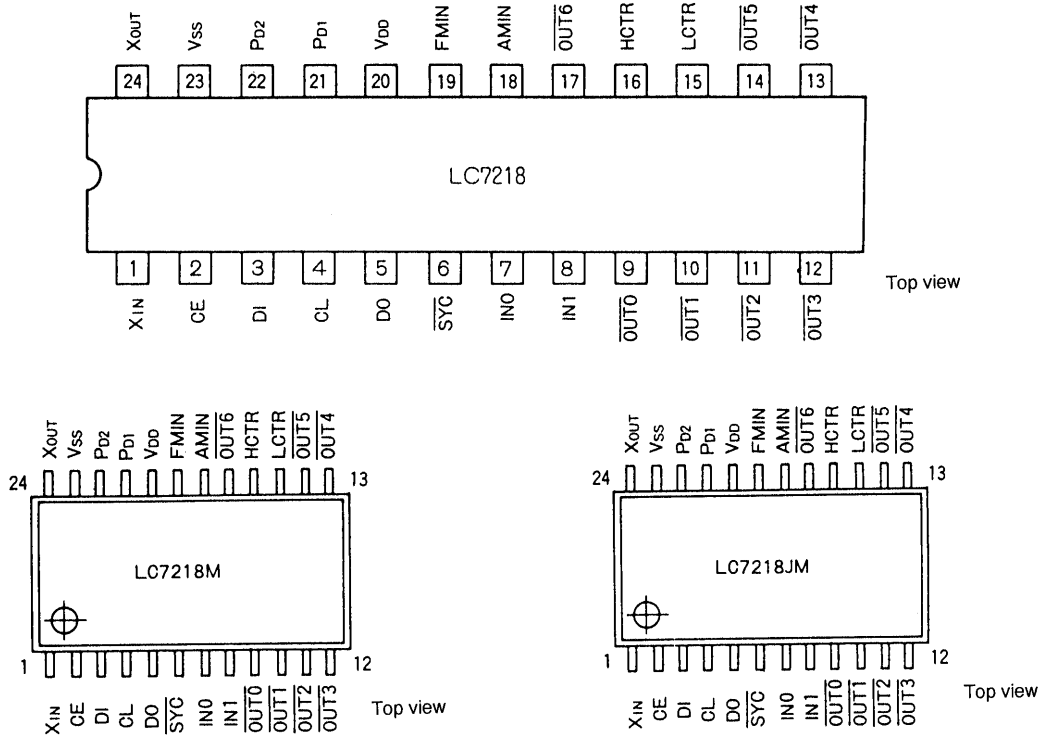 XOUT VSS PD2 PD1 VDD FMIN AMIN OUT6 HCTR LCTR OUT5 OUT4
24 23 22 21 20 19 18 17 16 15 14 13
LC7218
1 2 3 4 5 6 7 8 9 10 11 12
Top view
XIN CE DI CL DO SYC IN0 IN1 OUT0 OUT1 OUT2 OUT3
XOUT VSS PD2 PD1 VDD FMIN AMIN OUT6 HCTR LCTR OUT5 OUT4
24 13
LC7218M
1 12
XIN CE DI CL DO SYC IN0 IN1 OUT0 OUT1 OUT2 OUT3
Top view
XOUT VSS PD2 PD1 VDD FMIN AMIN OUT6 HCTR LCTR OUT5 OUT4
24 13
LC7218JM
1 12
XIN CE DI CL DO SYC IN0 IN1 OUT0 OUT1 OUT2 OUT3
Top view